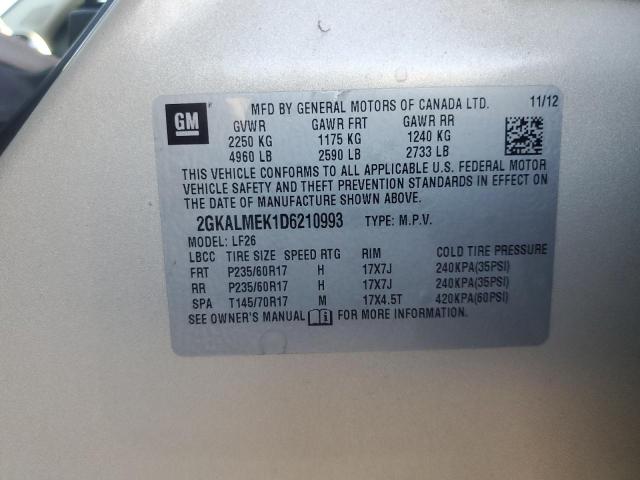 GM
MFD BY GENERAL MOTORS OF CANADA LTD. 11/12
GVWR GAWR FRT GAWR RR
2250 KG 1175 KG 1240 KG
4960 LB 2590 LB 2733 LB
THIS VEHICLE CONFORMS TO ALL APPLICABLE U.S. FEDERAL MOTOR
VEHICLE SAFETY AND THEFT PREVENTION STANDARDS IN EFFECT ON
THE DATE OF MANUFACTURE SHOWN ABOVE.
2GKALMEK1D6210993 TYPE: M.P.V.
MODEL: LF26
LBCC TIRE SIZE SPEED RTG RIM COLD TIRE PRESSURE
FRT P235/60R17 H 17X7J 240KPA(35PSI)
RR P235/60R17 H 17X7J 240KPA(35PSI)
SPA T145/70R17 M 17X4.5T 420KPA(60PSI)
SEE OWNER'S MANUAL FOR MORE INFORMATION.